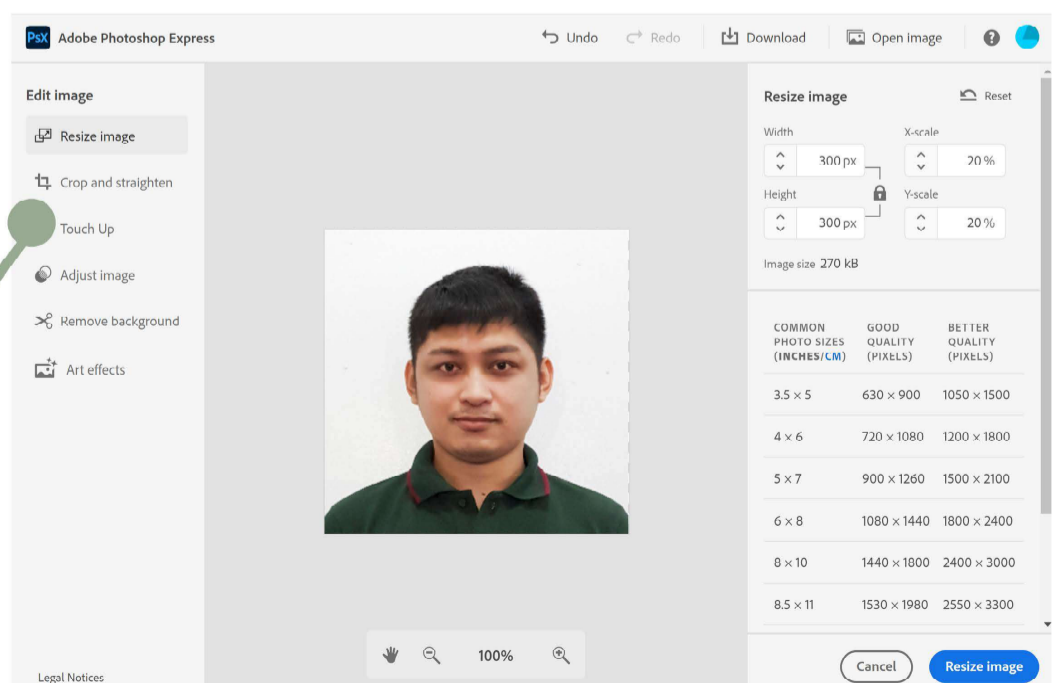 PsX Adobe Photoshop Express
Undo Redo Download Open image ?
Edit image
Resize image
Crop and straighten
Touch Up
Adjust image
Remove background
Art effects
Legal Notices
100%
Resize image Reset
Width X-scale
300 px 20 %
Height Y-scale
300 px 20 %
Image size 270 kB
COMMON GOOD BETTER
PHOTO SIZES QUALITY QUALITY
(INCHES/CM) (PIXELS) (PIXELS)
3.5 × 5 630 × 900 1050 × 1500
4 × 6 720 × 1080 1200 × 1800
5 × 7 900 × 1260 1500 × 2100
6 × 8 1080 × 1440 1800 × 2400
8 × 10 1440 × 1800 2400 × 3000
8.5 × 11 1530 × 1980 2550 × 3300
Cancel Resize image